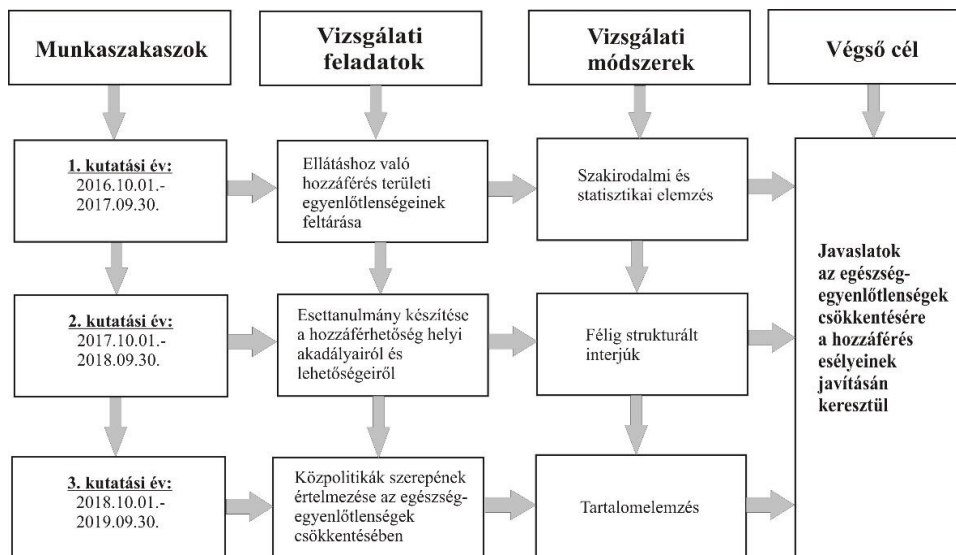 Munkaszakaszok
Vizsgálati
feladatok
Vizsgálati
módszerek
Végső cél
1. kutatási év:
2016.10.01.-
2017.09.30.
Ellátáshoz való
hozzáférés területi
egyenlőtlenségeinek
feltárása
Szakirodalmi és
statisztikai elemzés
2. kutatási év:
2017.10.01.-
2018.09.30.
Esettanulmány készítése
a hozzáférhetőség helyi
akadályairól és
lehetőségeiről
Félig strukturált
interjúk
3. kutatási év:
2018.10.01.-
2019.09.30.
Közpolitikák szerepének
értelmezése az egészség-
egyenlőtlenségek
csökkentésében
Tartalomelemzés
Javaslatok
az egészség-
egyenlőtlenségek
csökkentésére
a hozzáférés
esélyeinek
javításán
keresztül